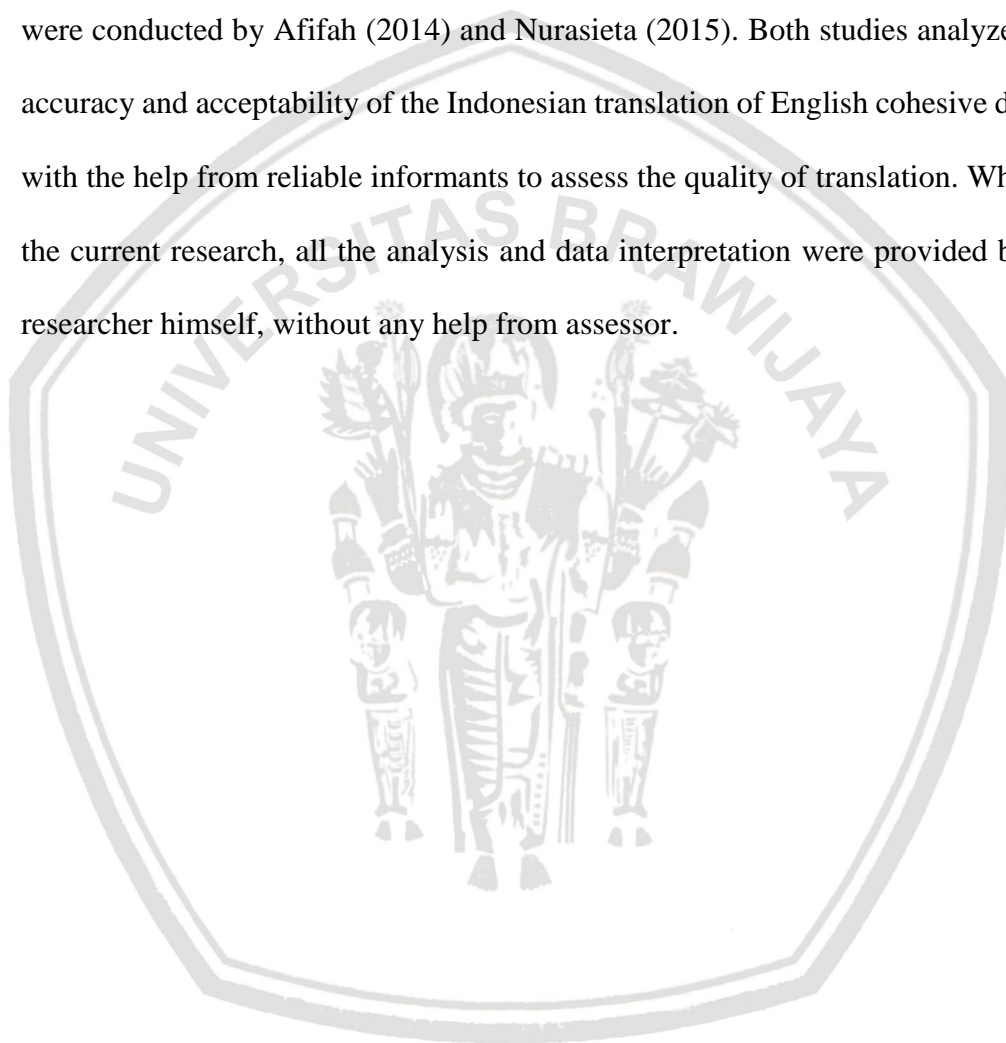 were conducted by Afifah (2014) and Nurasieta (2015). Both studies analyze
accuracy and acceptability of the Indonesian translation of English cohesive
with the help from reliable informants to assess the quality of translation.
the current research, all the analysis and data interpretation were provided
researcher himself, without any help from assessor.
UNIVERSITAS BRAWIJAYA